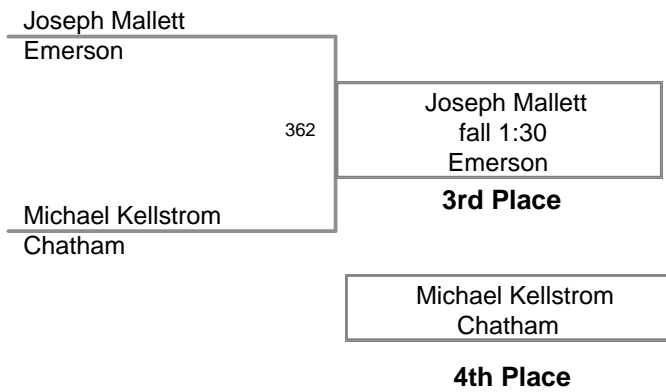 Joseph Mallett
Emerson
362
Joseph Mallett
fall 1:30
Emerson
3rd Place
Michael Kellstrom
Chatham
Michael Kellstrom
Chatham
4th Place